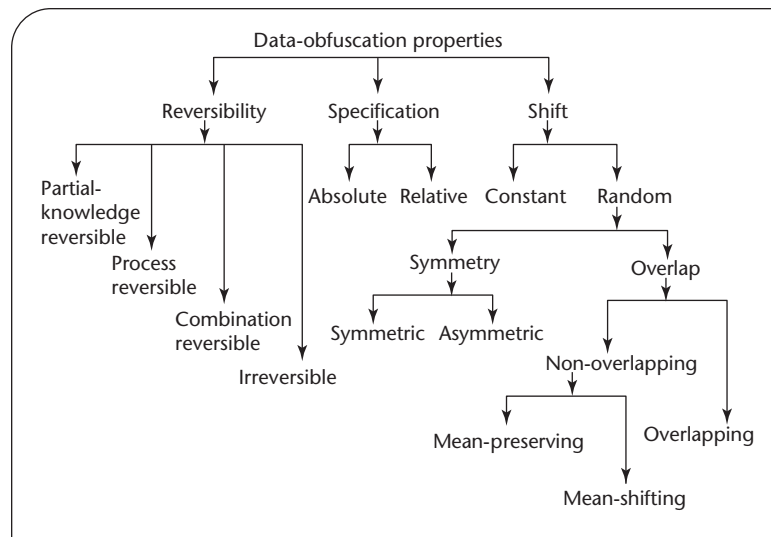 Data-obfuscation properties
Reversibility
Specification
Shift
Partial-
knowledge
reversible
Process
reversible
Combination
reversible
Irreversible
Absolute
Relative
Constant
Random
Symmetry
Overlap
Symmetric
Asymmetric
Non-overlapping
Overlapping
Mean-preserving
Mean-shifting